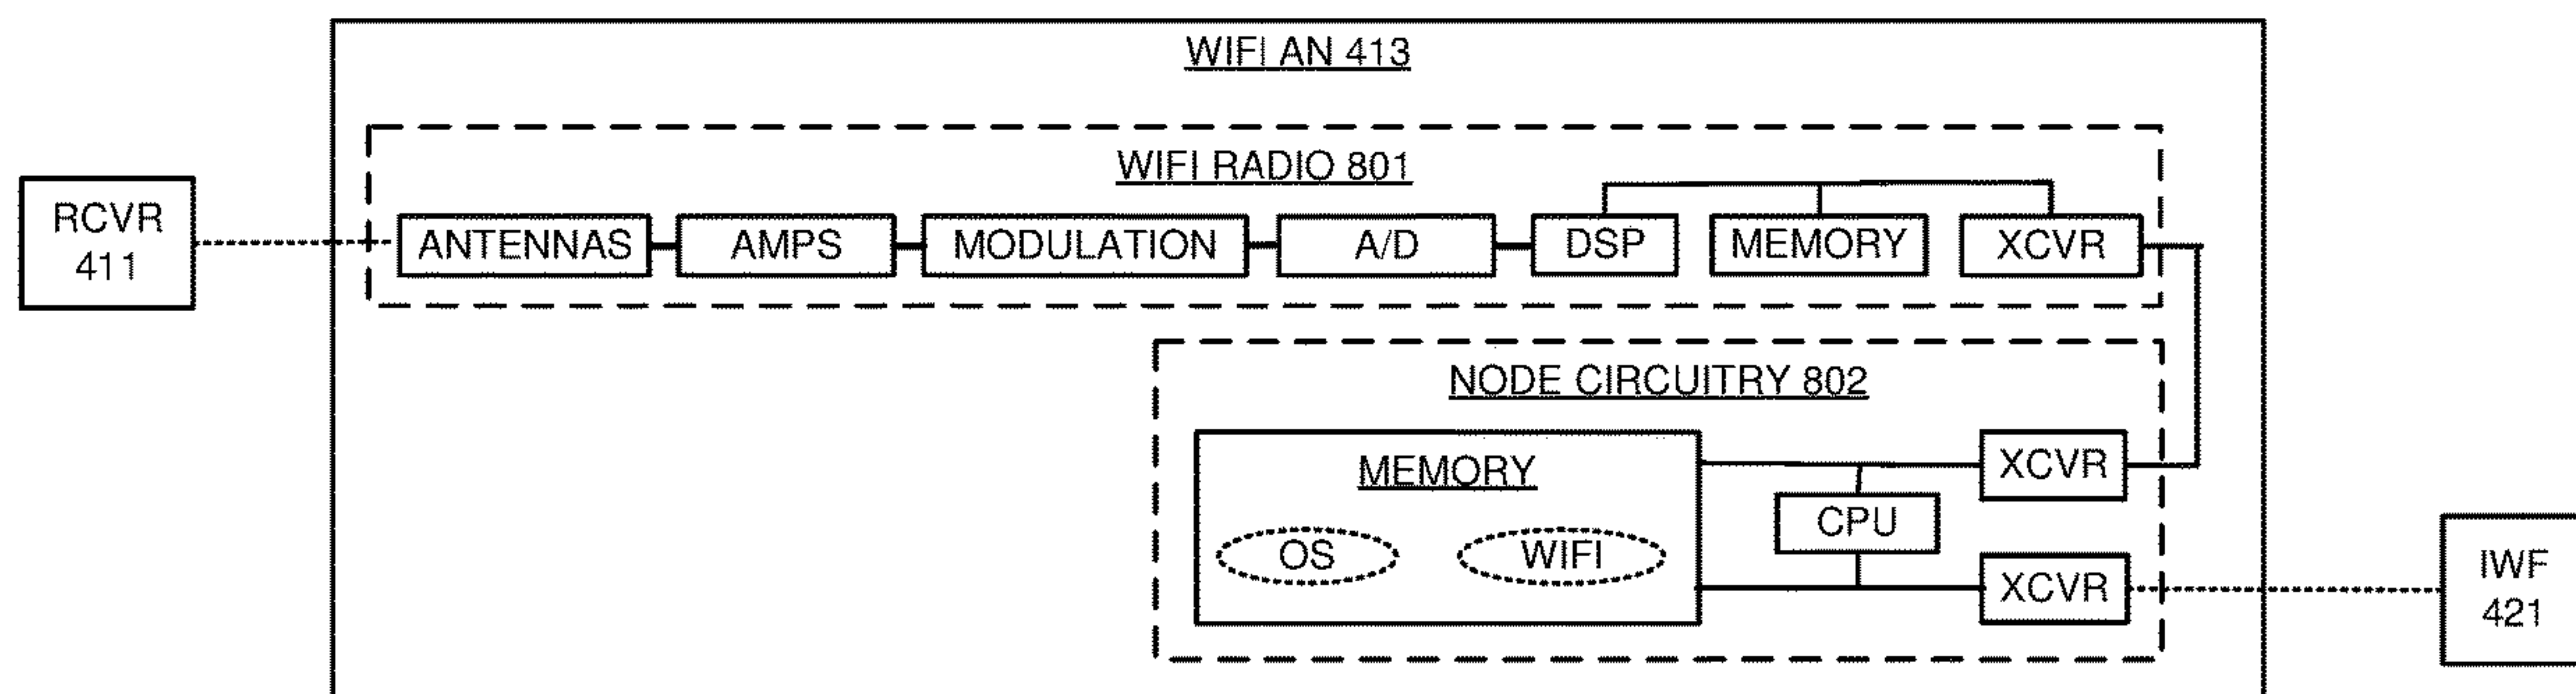 WIFI AN 413
WIFI RADIO 801
RCVR
411
ANTENNAS
AMPS
MODULATION
A/D
DSP
MEMORY
XCVR
NODE CIRCUITRY 802
MEMORY
OS
WIFI
CPU
XCVR
XCVR
IWF
421